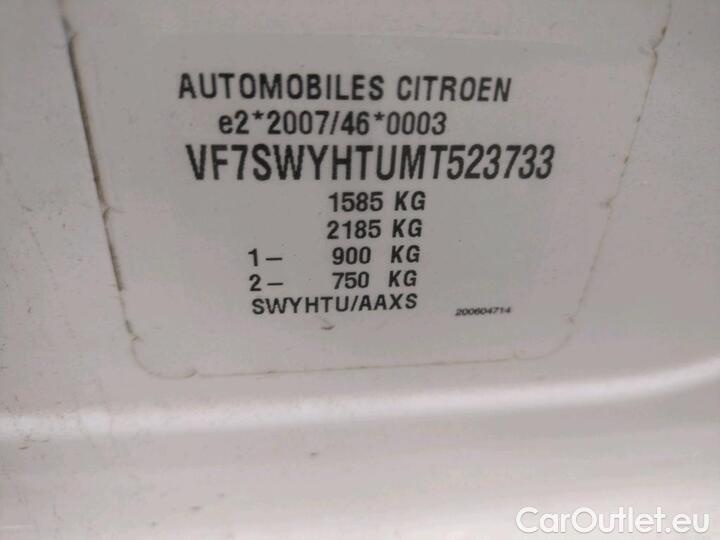 AUTOMOBILES CITROEN
e2*2007/46*0003
VF7SWYHTUMT523733
1585 KG
2185 KG
1- 900 KG
2- 750 KG
SWYHTU/AAXS
200604714
CarOutlet.eu